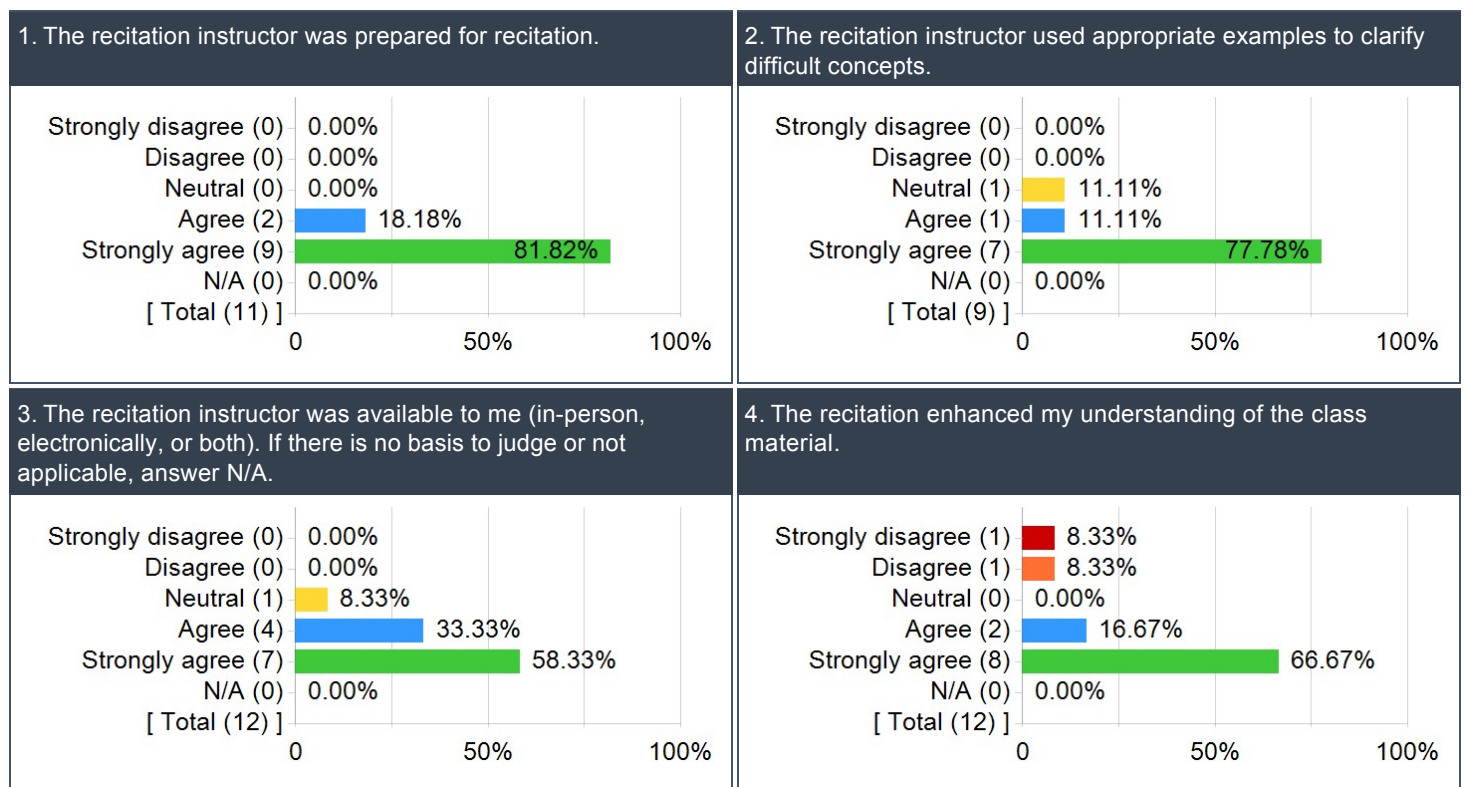 1. The recitation instructor was prepared for recitation.
Strongly disagree (0) 0.00%
Disagree (0) 0.00%
Neutral (0) 0.00%
Agree (2) 18.18%
Strongly agree (9) 81.82%
N/A (0) 0.00%
[ Total (11) ]
0 50% 100%
2. The recitation instructor used appropriate examples to clarify
difficult concepts.
Strongly disagree (0) 0.00%
Disagree (0) 0.00%
Neutral (1) 11.11%
Agree (1) 11.11%
Strongly agree (7) 77.78%
N/A (0) 0.00%
[ Total (9) ]
0 50% 100%
3. The recitation instructor was available to me (in-person,
electronically, or both). If there is no basis to judge or not
applicable, answer N/A.
Strongly disagree (0) 0.00%
Disagree (0) 0.00%
Neutral (1) 8.33%
Agree (4) 33.33%
Strongly agree (7) 58.33%
N/A (0) 0.00%
[ Total (12) ]
0 50% 100%
4. The recitation enhanced my understanding of the class
material.
Strongly disagree (1) 8.33%
Disagree (1) 8.33%
Neutral (0) 0.00%
Agree (2) 16.67%
Strongly agree (8) 66.67%
N/A (0) 0.00%
[ Total (12) ]
0 50% 100%